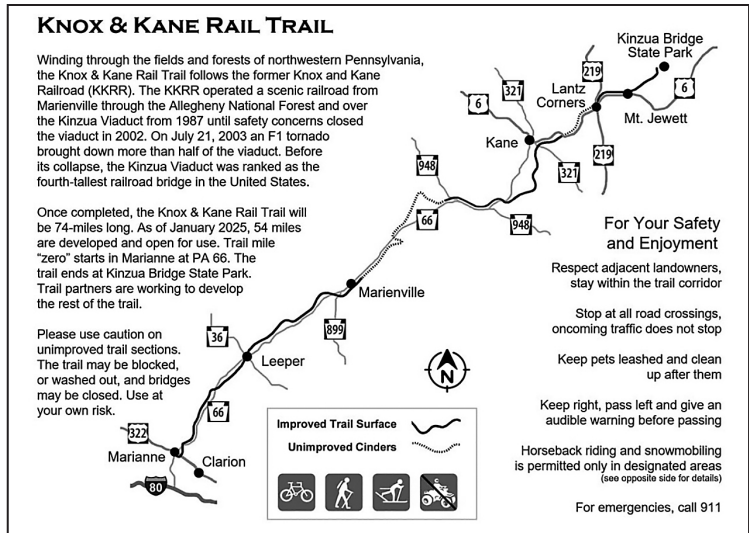 KNOX & KANE RAIL TRAIL
Winding through the fields and forests of northwestern Pennsylvania,
the Knox & Kane Rail Trail follows the former Knox and Kane
Railroad (KKRR). The KKRR operated a scenic railroad from
Marienville through the Allegheny National Forest and over
the Kinzua Viaduct from 1987 until safety concerns closed
the viaduct in 2002. On July 21, 2003 an F1 tornado
brought down more than half of the viaduct. Before
its collapse, the Kinzua Viaduct was ranked as the
fourth-tallest railroad bridge in the United States.
Once completed, the Knox & Kane Rail Trail will
be 74-miles long. As of January 2025, 54 miles
are developed and open for use. Trail mile
“zero” starts in Marianne at PA 66. The
trail ends at Kinzua Bridge State Park.
Trail partners are working to develop
the rest of the trail.
Please use caution on
unimproved trail sections.
The trail may be blocked,
or washed out, and bridges
may be closed. Use at
your own risk.
Kinzua Bridge
State Park
219
6
321
Lantz
Corners
6
Mt. Jewett
Kane
219
321
948
66
948
Marienville
899
36
Leeper
66
322
Marianne
Clarion
80
N
Improved Trail Surface
Unimproved Cinders
For Your Safety
and Enjoyment
Respect adjacent landowners,
stay within the trail corridor
Stop at all road crossings,
oncoming traffic does not stop
Keep pets leashed and clean
up after them
Keep right, pass left and give an
audible warning before passing
Horseback riding and snowmobiling
is permitted only in designated areas
(see opposite side for details)
For emergencies, call 911